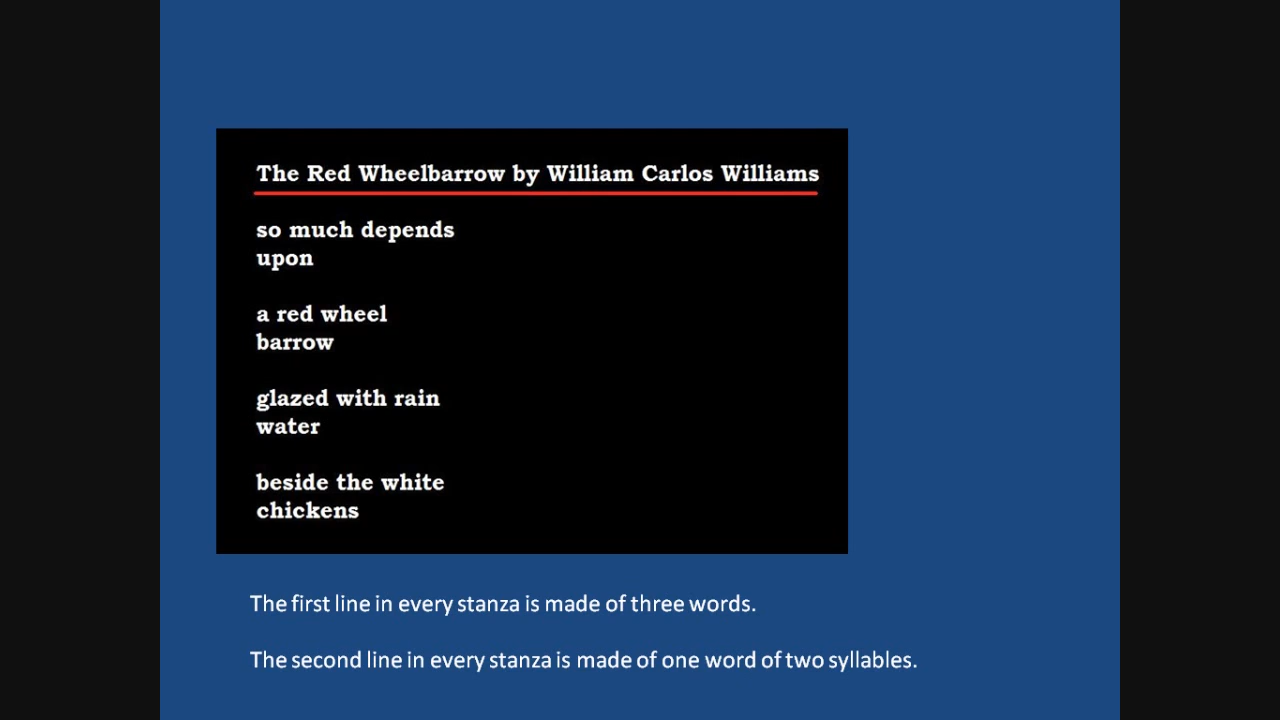 The Red Wheelbarrow by William Carlos Williams
so much depends
upon
a red wheel
barrow
glazed with rain
water
beside the white
chickens
The first line in every stanza is made of three words.
The second line in every stanza is made of one word of two syllables.